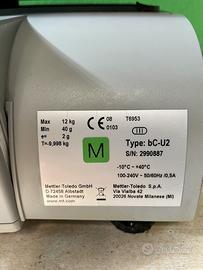 Max 12 kg
Min 40 g
e= 2 g
T=-9,998 kg
CE 08
0103
T6953
III
M
Type: bC-U2
S/N: 2990887
-10°C ~ +40°C
100-240V ~ 50/60Hz /0,5A
Mettler-Toledo GmbH
D-72458 Albstadt
Made in Germany
www.mt.com
Mettler-Toledo S.p.A.
Via Vialba 42
20026 Novate Milanese (MI)
subito